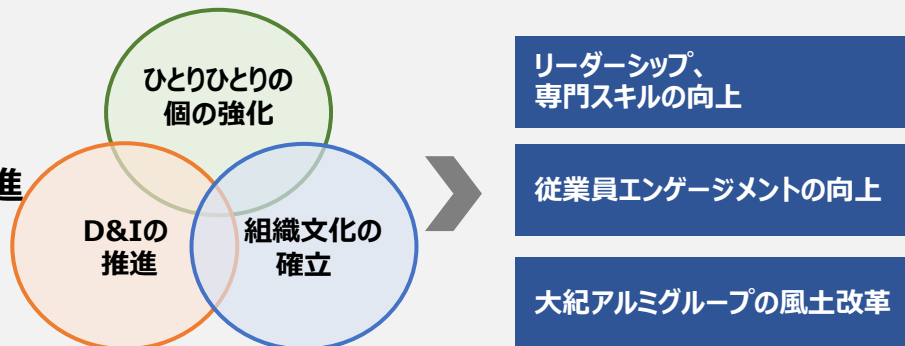 ひとりひとりの
個の強化
進
D&Iの
推進
組織文化の
確立
リーダーシップ、
専門スキルの向上
従業員エンゲージメントの向上
大紀アルミグループの風土改革